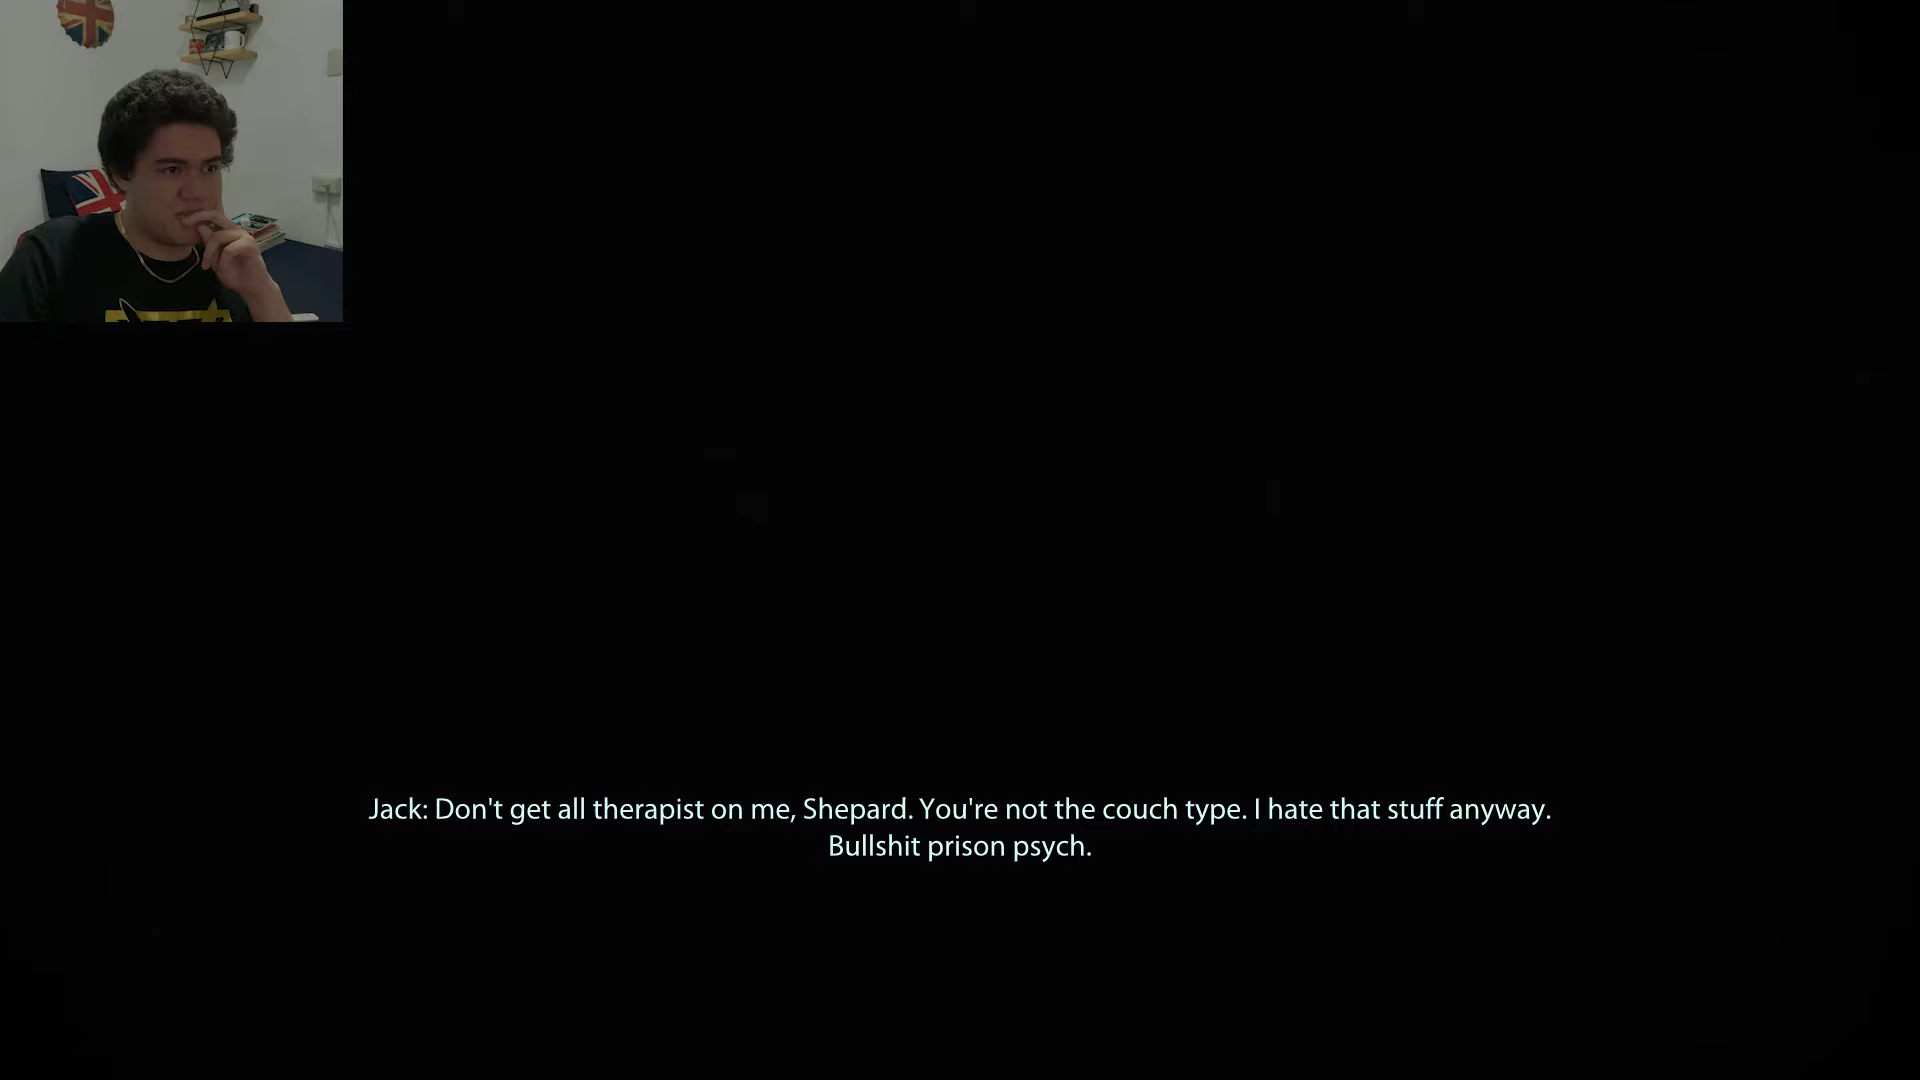 Jack: Don't get all therapist on me, Shepard. You're not the couch type. I hate that stuff anyway.
Bullshit prison psych.